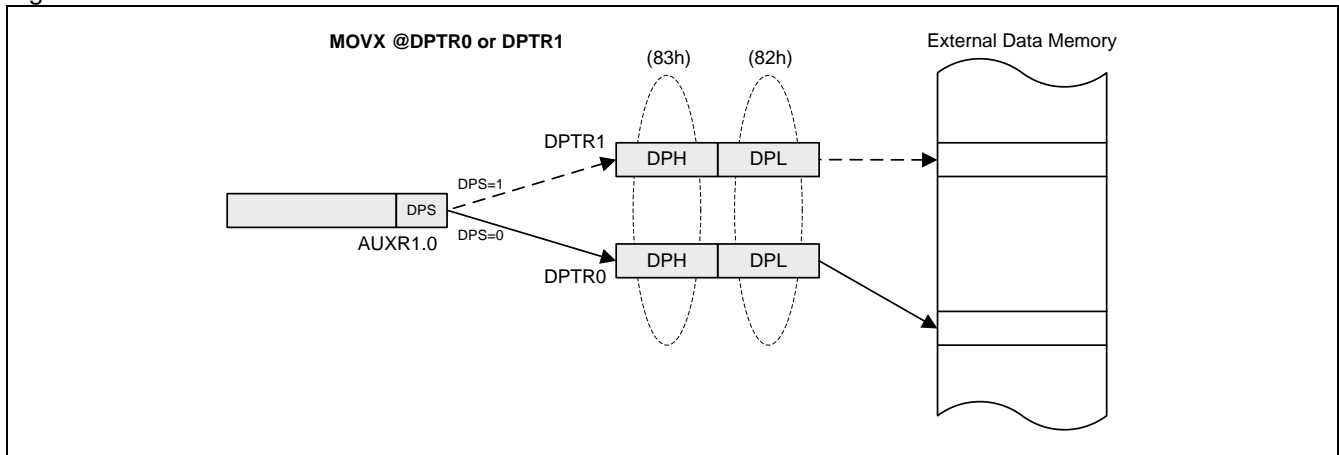 MOVX @DPTR0 or DPTR1
External Data Memory
(83h)
(82h)
DPTR1
DPH
DPL
DPS=1
DPS
DPS=0
AUXR1.0
DPH
DPL
DPTR0